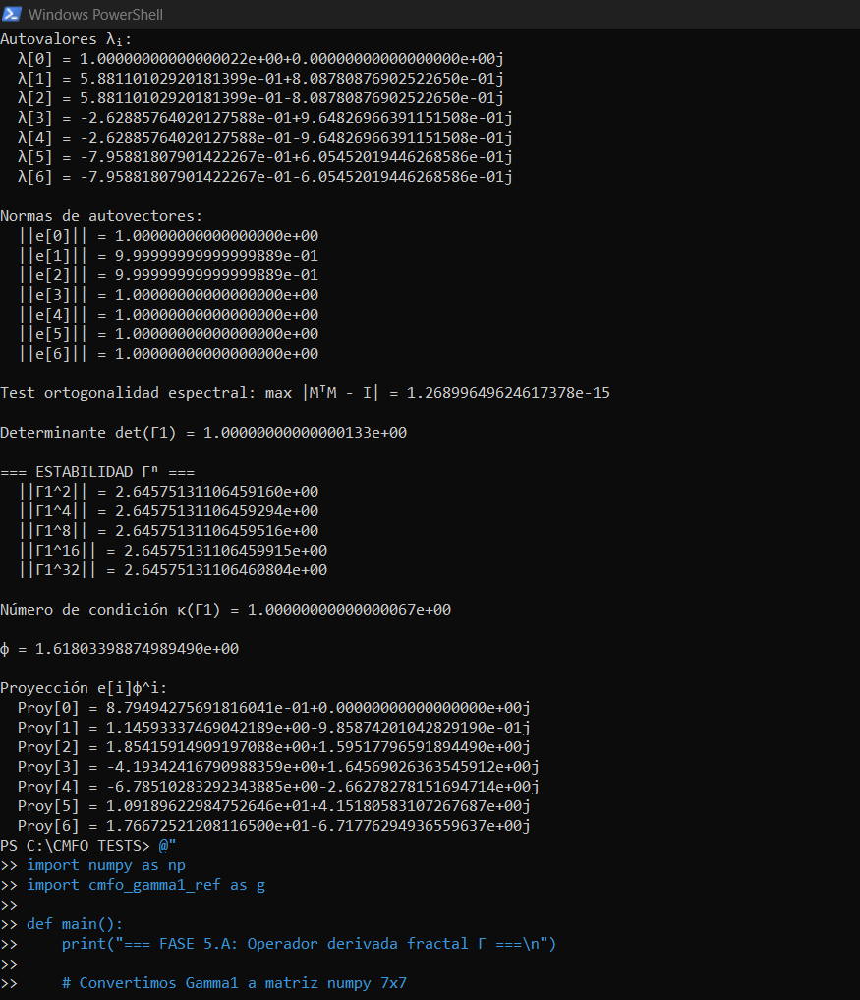 Windows PowerShell
Autovalores λᵢ:
λ[0] = 1.00000000000000022e+00+0.00000000000000000e+00j
λ[1] = 5.88110102920181399e-01+8.08780876902522650e-01j
λ[2] = 5.88110102920181399e-01-8.08780876902522650e-01j
λ[3] = -2.62885764020127588e-01+9.64826966391151508e-01j
λ[4] = -2.62885764020127588e-01-9.64826966391151508e-01j
λ[5] = -7.95881807901422267e-01+6.05452019446268586e-01j
λ[6] = -7.95881807901422267e-01-6.05452019446268586e-01j
Normas de autovectores:
||e[0]|| = 1.00000000000000000e+00
||e[1]|| = 9.99999999999999889e-01
||e[2]|| = 9.99999999999999889e-01
||e[3]|| = 1.00000000000000000e+00
||e[4]|| = 1.00000000000000000e+00
||e[5]|| = 1.00000000000000000e+00
||e[6]|| = 1.00000000000000000e+00
Test ortogonalidad espectral: max |MᵀM - I| = 1.26899649624617378e-15
Determinante det(Γ1) = 1.00000000000000133e+00
=== ESTABILIDAD Γⁿ ===
||Γ1^2|| = 2.64575131106459160e+00
||Γ1^4|| = 2.64575131106459294e+00
||Γ1^8|| = 2.64575131106459516e+00
||Γ1^16|| = 2.64575131106459915e+00
||Γ1^32|| = 2.64575131106460804e+00
Número de condición κ(Γ1) = 1.00000000000000067e+00
ϕ = 1.61803398874989490e+00
Proyección e[i]ϕ^i:
Proy[0] = 8.79494275691816041e-01+0.00000000000000000e+00j
Proy[1] = 1.14593337469042189e+00-9.85874201042829190e-01j
Proy[2] = 1.85415914909197088e+00+1.59517796591894490e+00j
Proy[3] = -4.19342416790988359e+00+1.64569026363545912e+00j
Proy[4] = -6.78510283292343885e+00-2.66278278151694714e+00j
Proy[5] = 1.09189622984752646e+01+4.15180583107267687e+00j
Proy[6] = 1.76672521208116500e+01-6.71776294936559637e+00j
PS C:\CMFO_TESTS> @"
>> import numpy as np
>> import cmfo_gamma1_ref as g
>>
>> def main():
>>     print("=== FASE 5.A: Operador derivada fractal Γ ===\n")
>>
>>     # Convertimos Gamma1 a matriz numpy 7x7